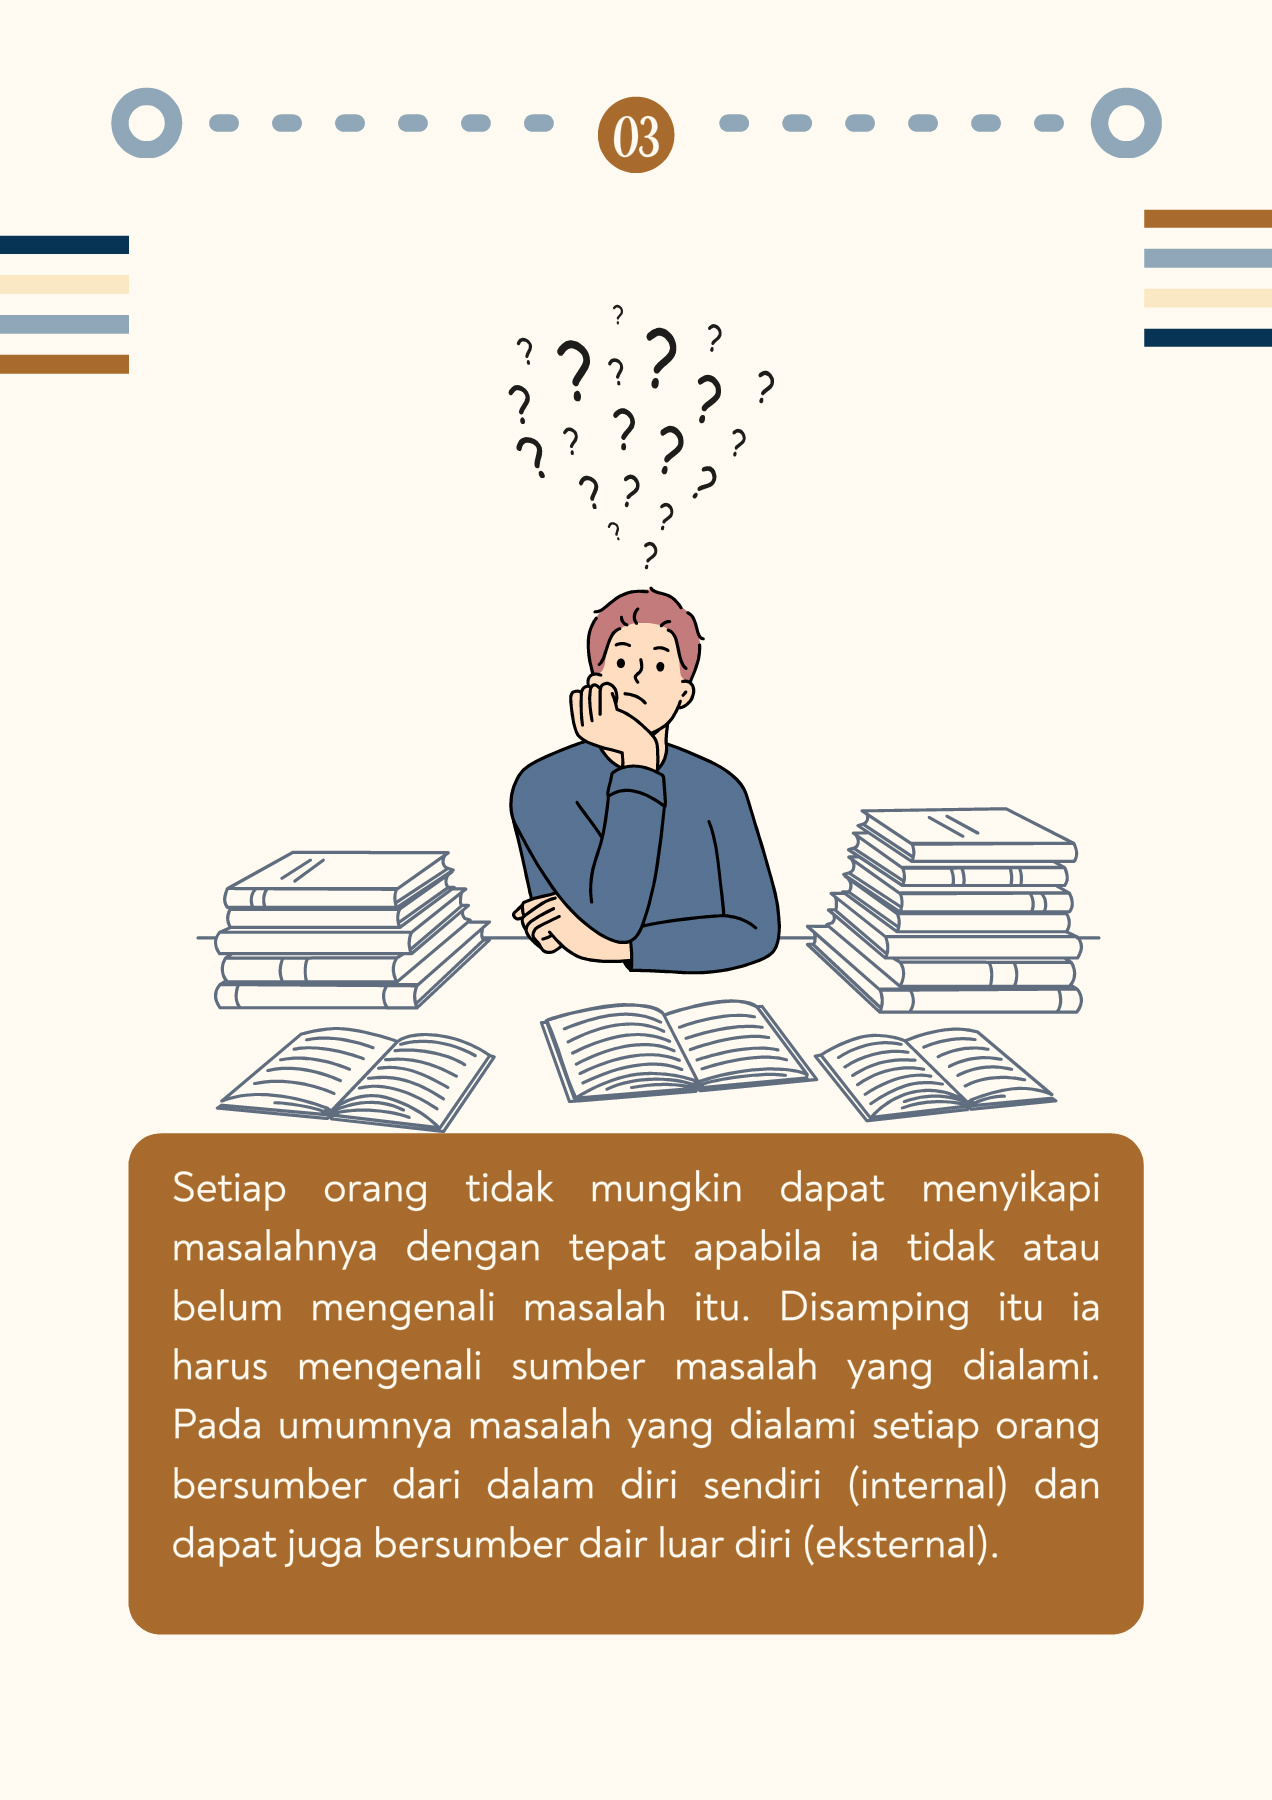 03
Setiap orang tidak mungkin dapat menyikapi
masalahnya dengan tepat apabila ia tidak atau
belum mengenali masalah itu. Disamping itu ia
harus mengenali sumber masalah yang dialami.
Pada umumnya masalah yang dialami setiap orang
bersumber dari dalam diri sendiri (internal) dan
dapat juga bersumber dair luar diri (eksternal).